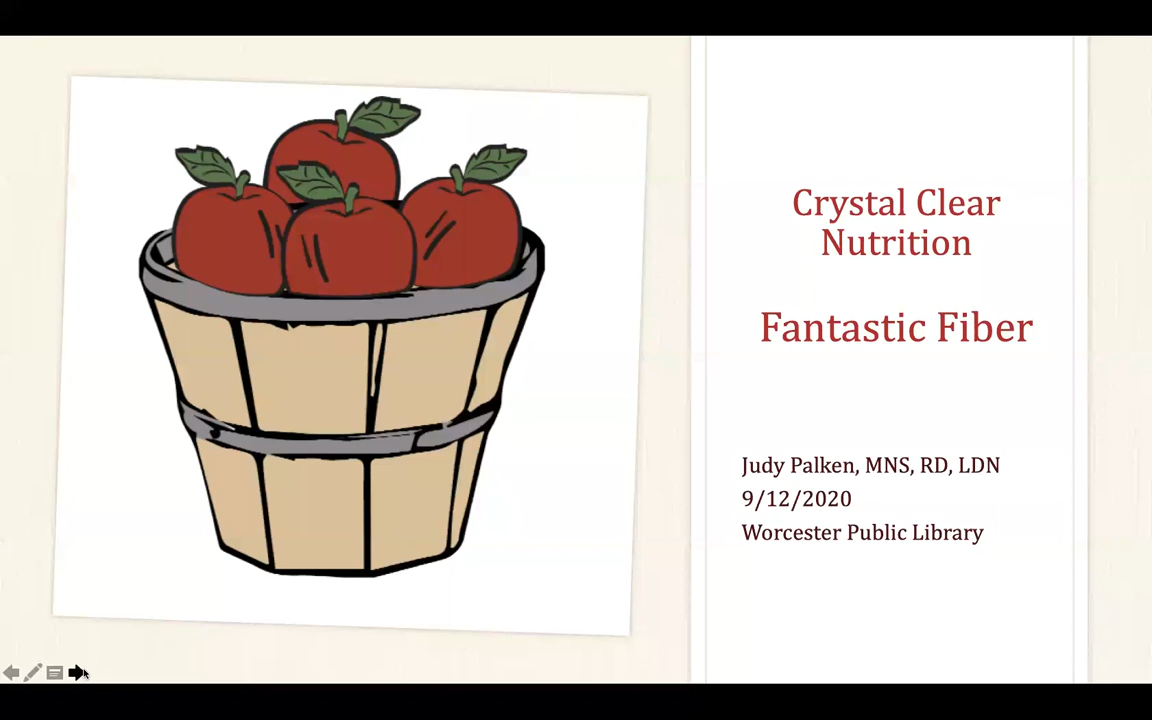 Crystal Clear
Nutrition
Fantastic Fiber
Judy Palken, MNS, RD, LDN
9/12/2020
Worcester Public Library